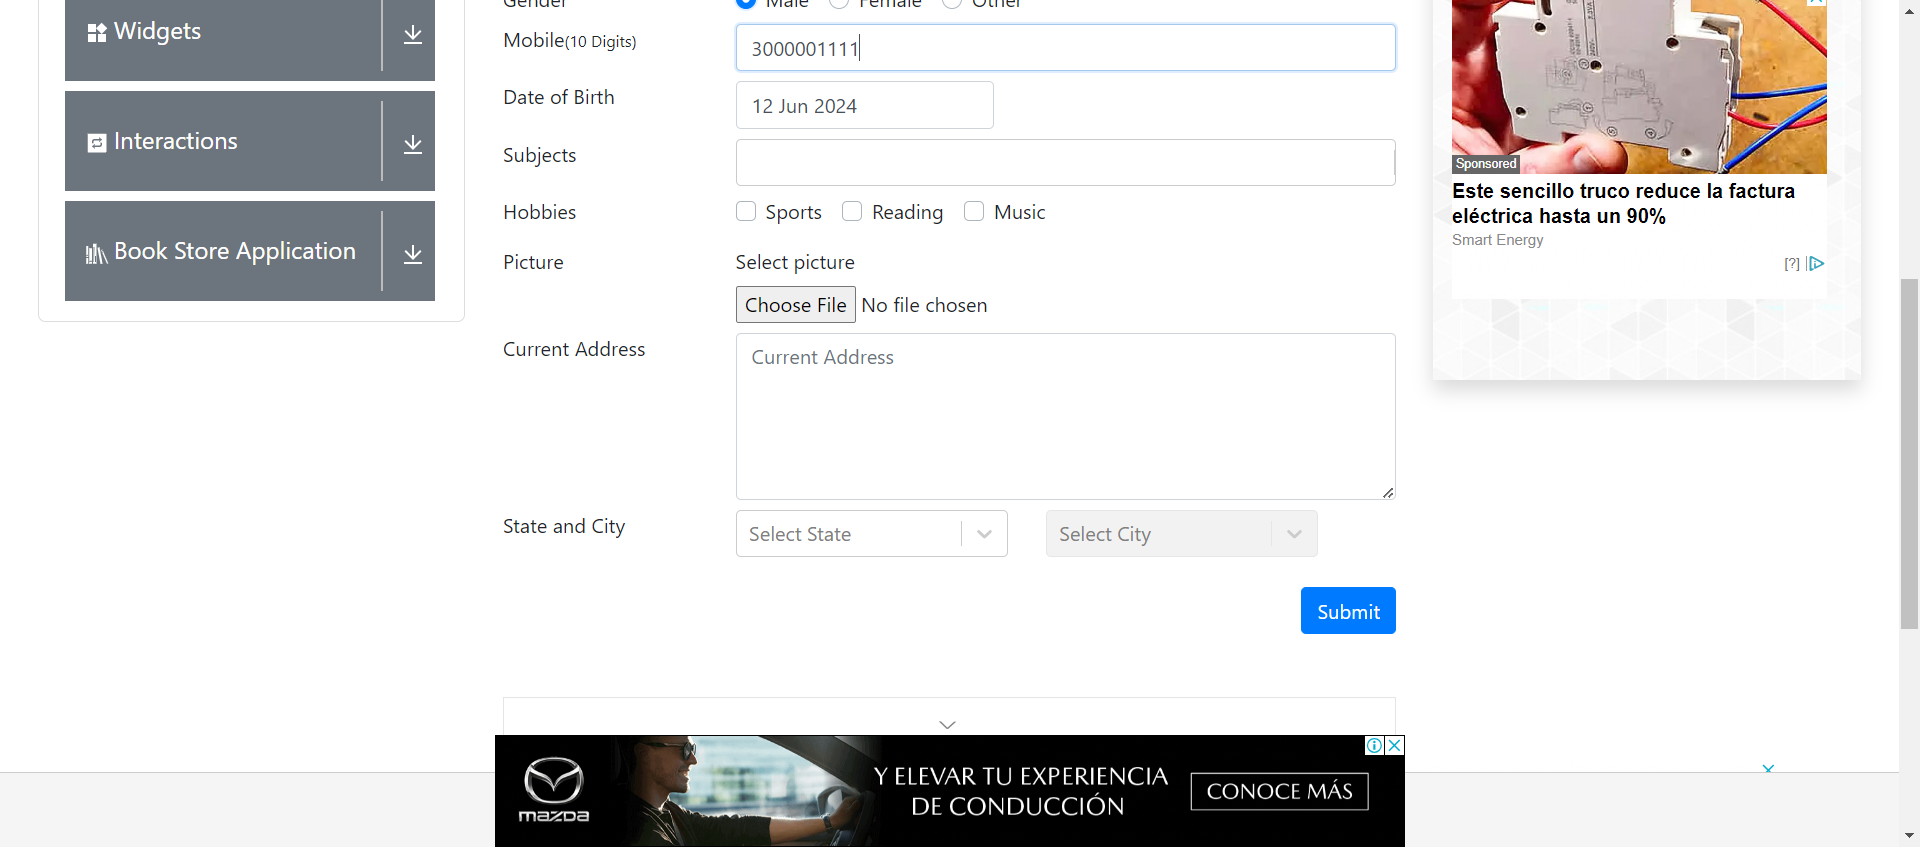 Widgets
Interactions
Book Store Application
Gender
Male Female Other
Mobile(10 Digits)
3000001111
Date of Birth
12 Jun 2024
Subjects
Hobbies
Sports Reading Music
Picture
Select picture
Choose File No file chosen
Current Address
Current Address
State and City
Select State
Select City
Submit
Sponsored
Este sencillo truco reduce la factura
eléctrica hasta un 90%
Smart Energy
[?]
mazda
Y ELEVAR TU EXPERIENCIA
DE CONDUCCIÓN
CONOCE MÁS